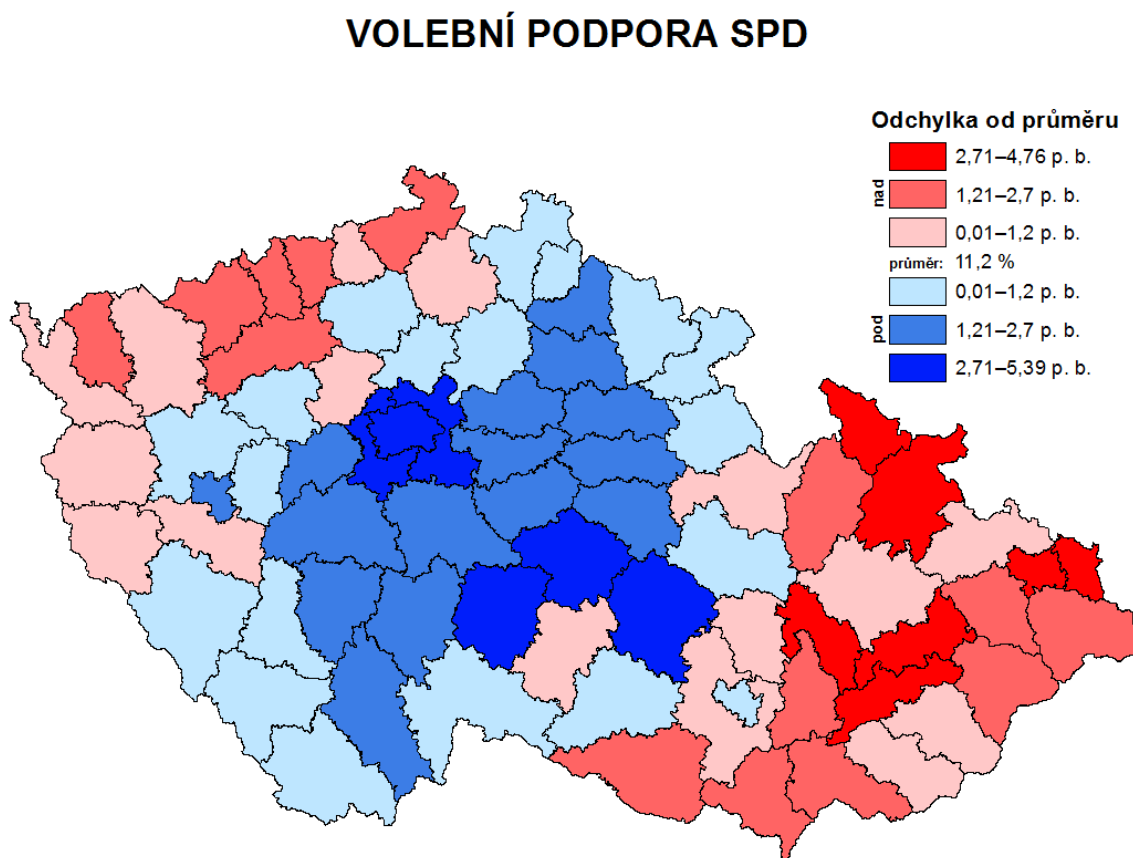 VOLEBNÍ PODPORA SPD
Odchylka od průměru
nad
2,71–4,76 p. b.
1,21–2,7 p. b.
0,01–1,2 p. b.
průměr: 11,2 %
pod
0,01–1,2 p. b.
1,21–2,7 p. b.
2,71–5,39 p. b.